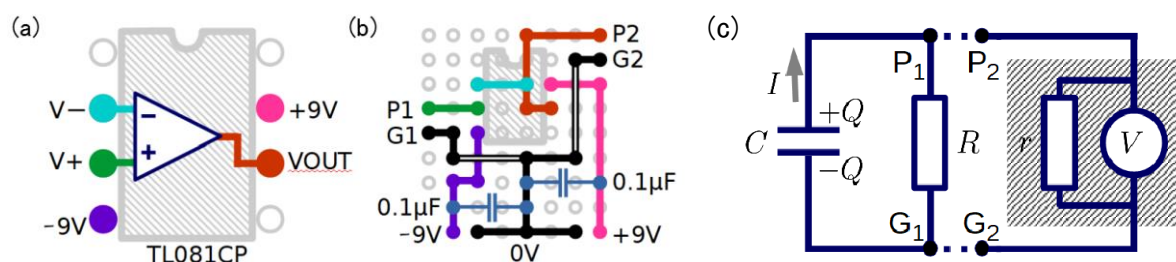 (a)
V−
−
+9V
V+
+
VOUT
−9V
TL081CP
(b)
P2
G2
P1
G1
0.1μF
0.1μF
−9V
0V
+9V
(c)
I
P1
P2
+Q
C
R
r
V
−Q
G1
G2